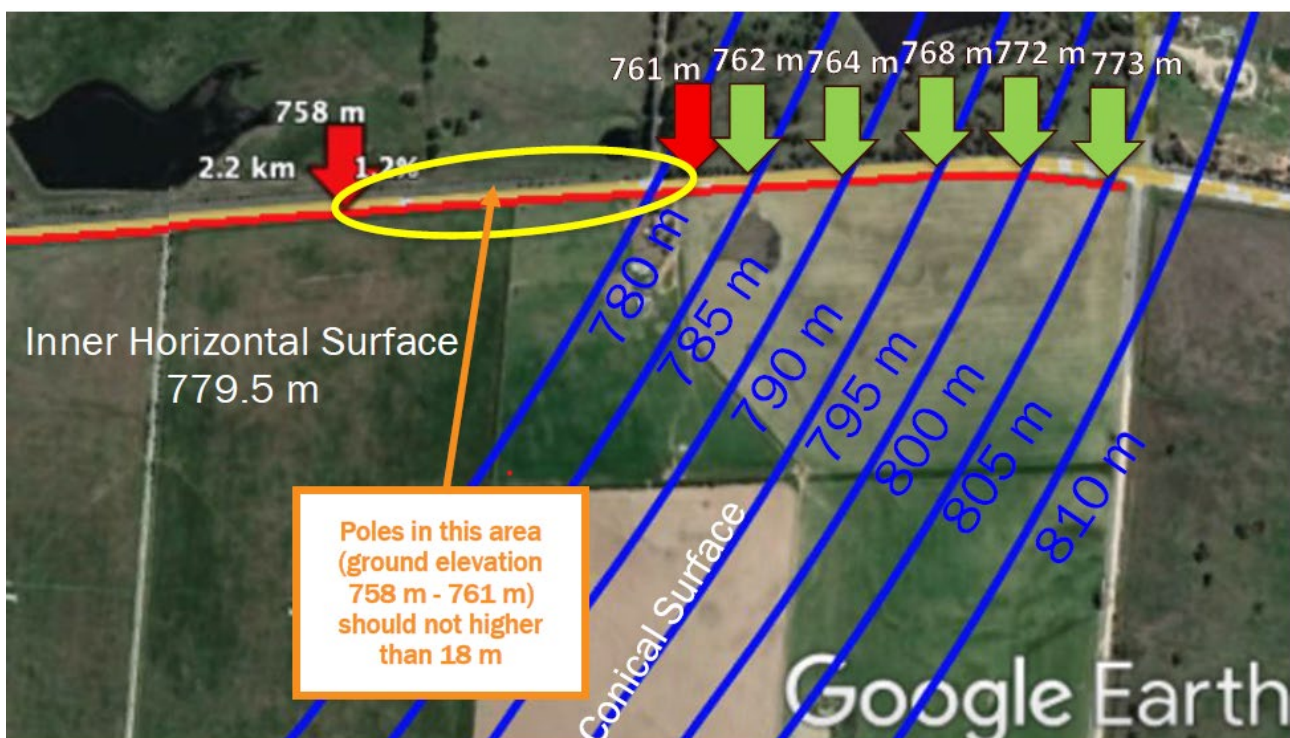 761 m
762 m
764 m
768 m
772 m
773 m
758 m
2.2 km
1.2%
780 m
785 m
790 m
795 m
800 m
805 m
810 m
Inner Horizontal Surface
779.5 m
Poles in this area
(ground elevation
758 m - 761 m)
should not higher
than 18 m
Conical Surface
Google Earth